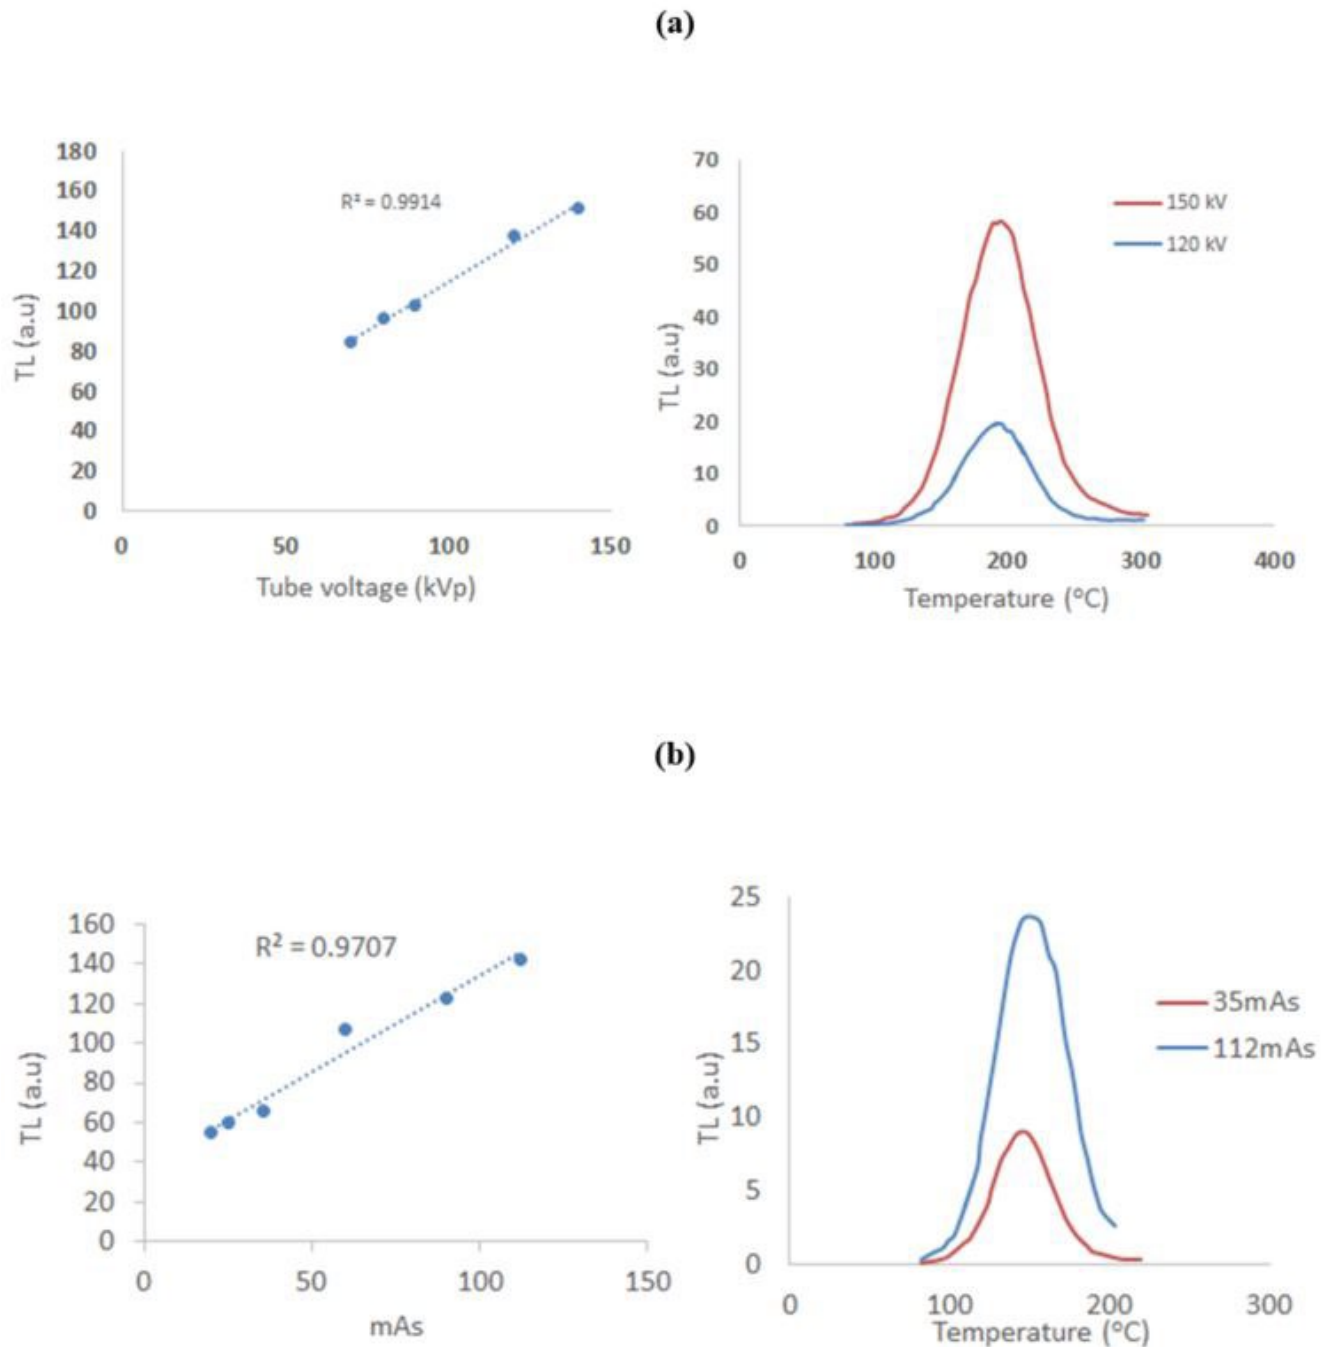 (a)
180
160
140
120
100
80
60
40
20
0
TL (a.u)
R² = 0.9914
0 50 100 150
Tube voltage (kVp)
70
60
50
40
30
20
10
0
TL (a.u)
150 kV
120 kV
0 100 200 300 400
Temperature (°C)
(b)
160
140
120
100
80
60
40
20
0
TL (a.u)
R² = 0.9707
0 50 100 150
mAs
25
20
15
10
5
0
TL (a.u)
35mAs
112mAs
0 100 200 300
Temperature (°C)